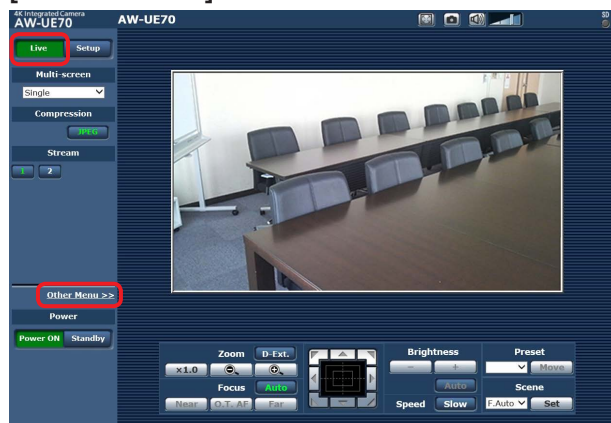 4K Integrated Camera
AW-UE70
AW-UE70
SD
Live
Setup
Multi-screen
Single
Compression
JPEG
Stream
1
2
Other Menu >>
Power
Power ON
Standby
Zoom
D-Ext.
×1.0
Focus
Auto
Near
O.T. AF
Far
Brightness
-
+
Auto
Speed
Slow
Preset
Move
Scene
F.Auto
Set